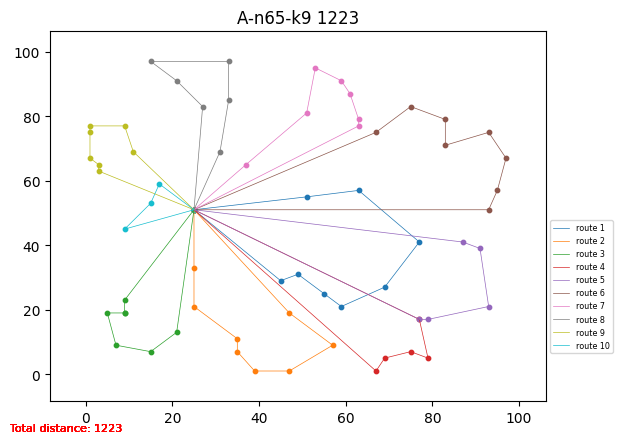 A-n65-k9 1223
100
80
60
40
20
0
0 20 40 60 80 100
route 1
route 2
route 3
route 4
route 5
route 6
route 7
route 8
route 9
route 10
Total distance: 1223